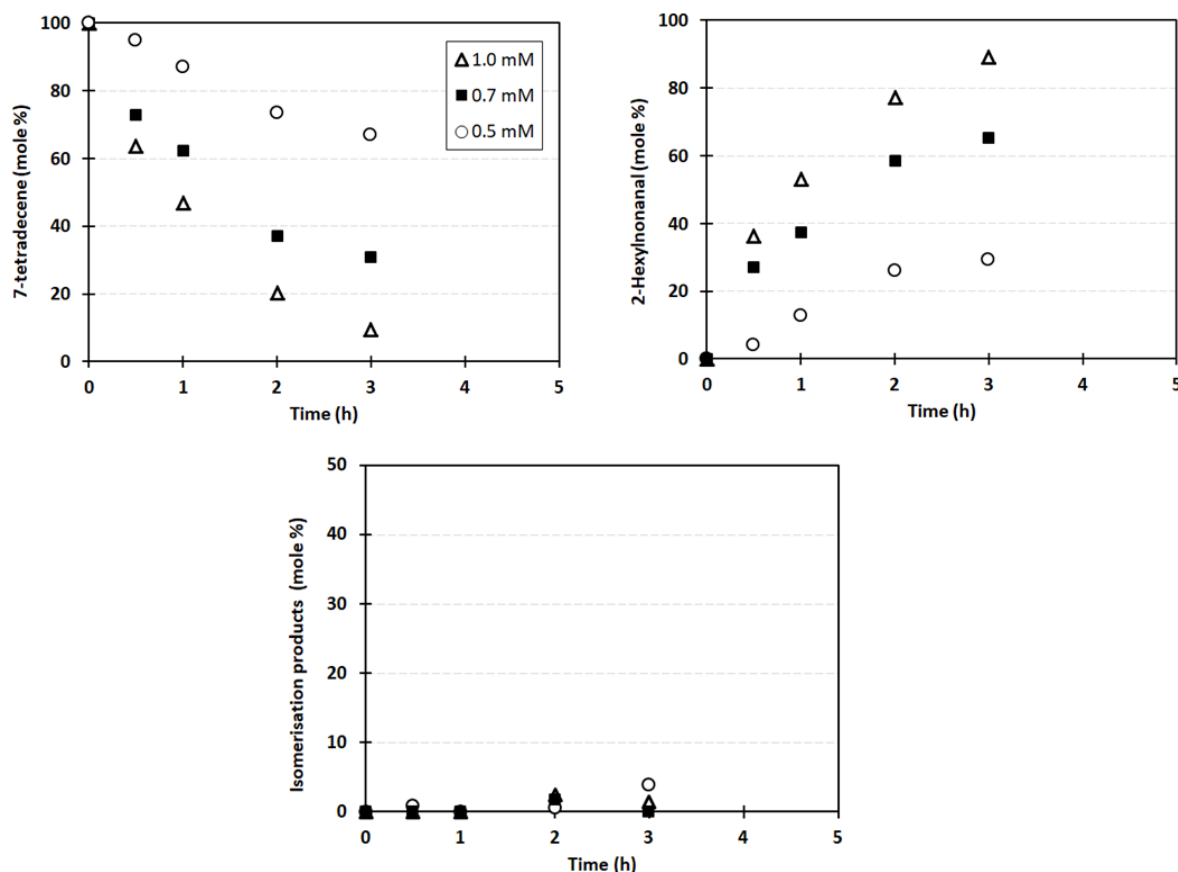 7-tetradecene (mole %)
100
80
60
40
20
0
0 1 2 3 4 5
Time (h)
1.0 mM
0.7 mM
0.5 mM
2-Hexylnonanal (mole %)
100
80
60
40
20
0
0 1 2 3 4 5
Time (h)
Isomerisation products (mole %)
50
40
30
20
10
0
0 1 2 3 4 5
Time (h)